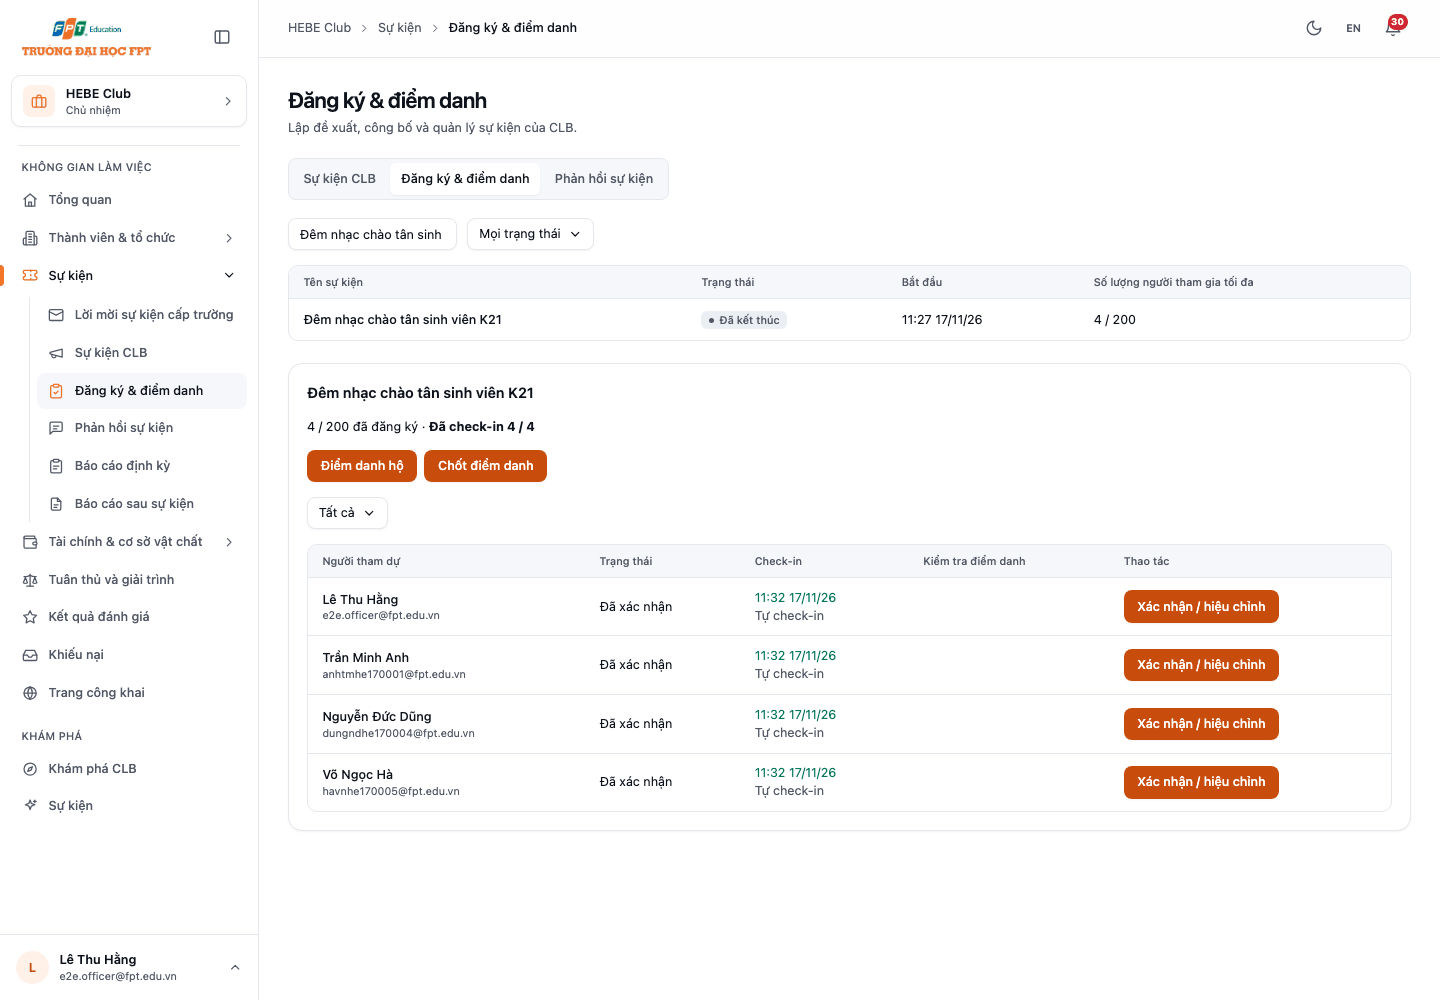 FPT Education
TRƯỜNG ĐẠI HỌC FPT
HEBE Club
Chủ nhiệm
KHÔNG GIAN LÀM VIỆC
Tổng quan
Thành viên & tổ chức
Sự kiện
Lời mời sự kiện cấp trường
Sự kiện CLB
Đăng ký & điểm danh
Phản hồi sự kiện
Báo cáo định kỳ
Báo cáo sau sự kiện
Tài chính & cơ sở vật chất
Tuân thủ và giải trình
Kết quả đánh giá
Khiếu nại
Trang công khai
KHÁM PHÁ
Khám phá CLB
Sự kiện
L
Lê Thu Hằng
e2e.officer@fpt.edu.vn
HEBE Club > Sự kiện > Đăng ký & điểm danh
EN
30
Đăng ký & điểm danh
Lập đề xuất, công bố và quản lý sự kiện của CLB.
Sự kiện CLB Đăng ký & điểm danh Phản hồi sự kiện
Đêm nhạc chào tân sinh Mọi trạng thái
Tên sự kiện Trạng thái Bắt đầu Số lượng người tham gia tối đa
Đêm nhạc chào tân sinh viên K21 Đã kết thúc 11:27 17/11/26 4 / 200
Đêm nhạc chào tân sinh viên K21
4 / 200 đã đăng ký · Đã check-in 4 / 4
Điểm danh hộ Chốt điểm danh
Tất cả
Người tham dự Trạng thái Check-in Kiểm tra điểm danh Thao tác
Lê Thu Hằng
e2e.officer@fpt.edu.vn
Đã xác nhận
11:32 17/11/26
Tự check-in
Xác nhận / hiệu chỉnh
Trần Minh Anh
anhtmhe170001@fpt.edu.vn
Đã xác nhận
11:32 17/11/26
Tự check-in
Xác nhận / hiệu chỉnh
Nguyễn Đức Dũng
dungndhe170004@fpt.edu.vn
Đã xác nhận
11:32 17/11/26
Tự check-in
Xác nhận / hiệu chỉnh
Võ Ngọc Hà
havnhe170005@fpt.edu.vn
Đã xác nhận
11:32 17/11/26
Tự check-in
Xác nhận / hiệu chỉnh